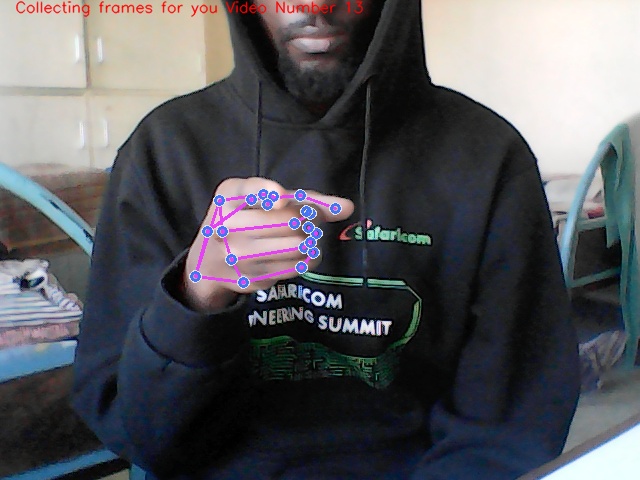 Collecting frames for you Video Number 13
Safaricom
SAFARICOM
NEERING SUMMIT